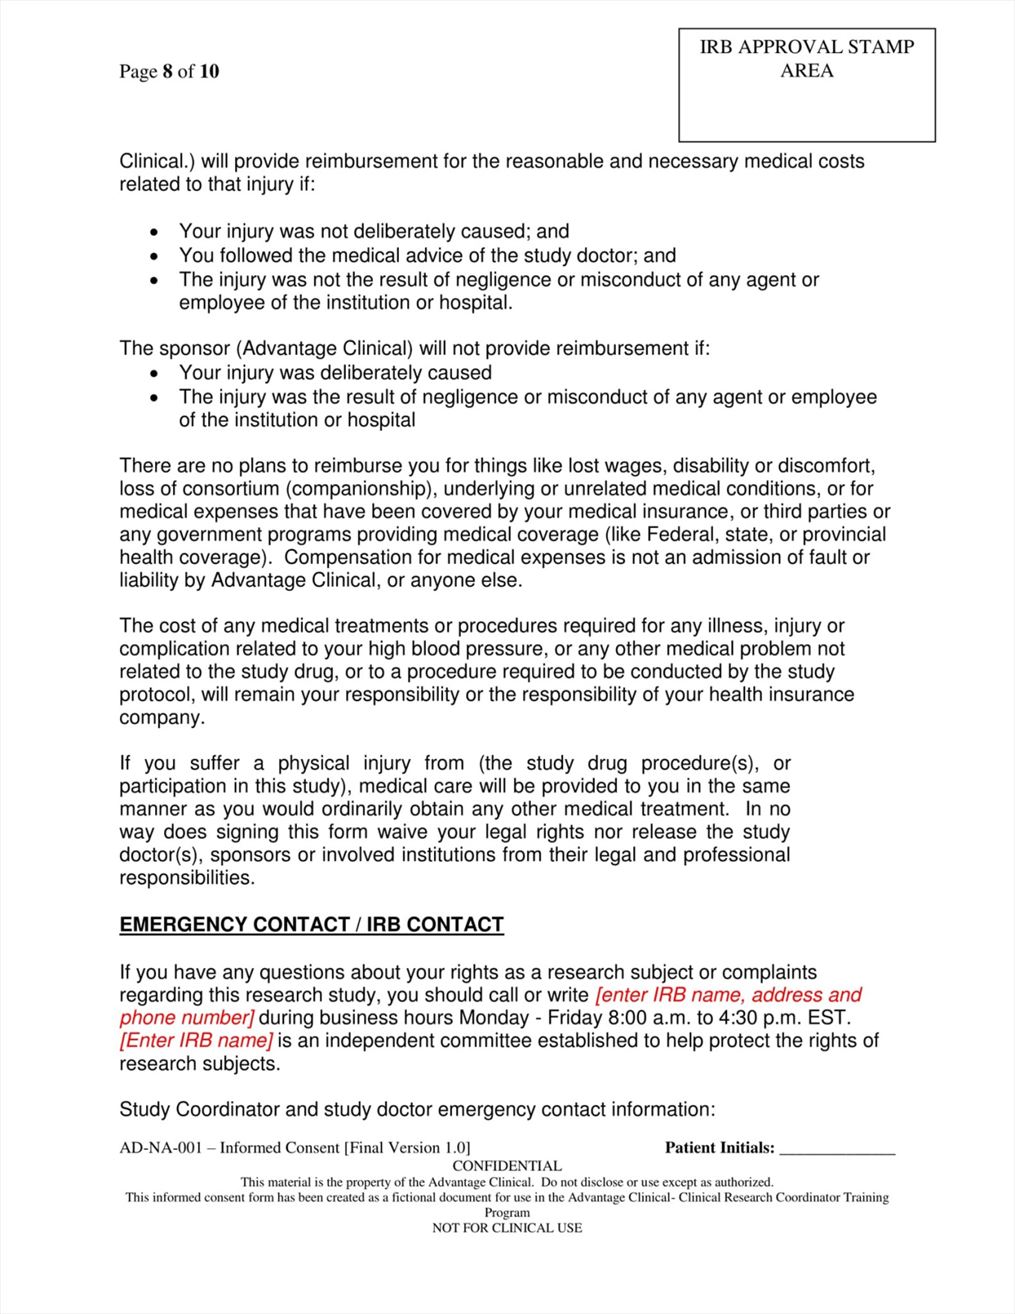 IRB APPROVAL STAMP
AREA
Page 8 of 10
Clinical.) will provide reimbursement for the reasonable and necessary medical costs
related to that injury if:
• Your injury was not deliberately caused; and
• You followed the medical advice of the study doctor; and
• The injury was not the result of negligence or misconduct of any agent or
employee of the institution or hospital.
The sponsor (Advantage Clinical) will not provide reimbursement if:
• Your injury was deliberately caused
• The injury was the result of negligence or misconduct of any agent or employee
of the institution or hospital
There are no plans to reimburse you for things like lost wages, disability or discomfort,
loss of consortium (companionship), underlying or unrelated medical conditions, or for
medical expenses that have been covered by your medical insurance, or third parties or
any government programs providing medical coverage (like Federal, state, or provincial
health coverage).  Compensation for medical expenses is not an admission of fault or
liability by Advantage Clinical, or anyone else.
The cost of any medical treatments or procedures required for any illness, injury or
complication related to your high blood pressure, or any other medical problem not
related to the study drug, or to a procedure required to be conducted by the study
protocol, will remain your responsibility or the responsibility of your health insurance
company.
If you suffer a physical injury from (the study drug procedure(s), or
participation in this study), medical care will be provided to you in the same
manner as you would ordinarily obtain any other medical treatment.  In no
way does signing this form waive your legal rights nor release the study
doctor(s), sponsors or involved institutions from their legal and professional
responsibilities.
EMERGENCY CONTACT / IRB CONTACT
If you have any questions about your rights as a research subject or complaints
regarding this research study, you should call or write [enter IRB name, address and
phone number] during business hours Monday - Friday 8:00 a.m. to 4:30 p.m. EST.
[Enter IRB name] is an independent committee established to help protect the rights of
research subjects.
Study Coordinator and study doctor emergency contact information:
AD-NA-001 – Informed Consent [Final Version 1.0] Patient Initials: ______________
CONFIDENTIAL
This material is the property of the Advantage Clinical.  Do not disclose or use except as authorized.
This informed consent form has been created as a fictional document for use in the Advantage Clinical- Clinical Research Coordinator Training
Program
NOT FOR CLINICAL USE